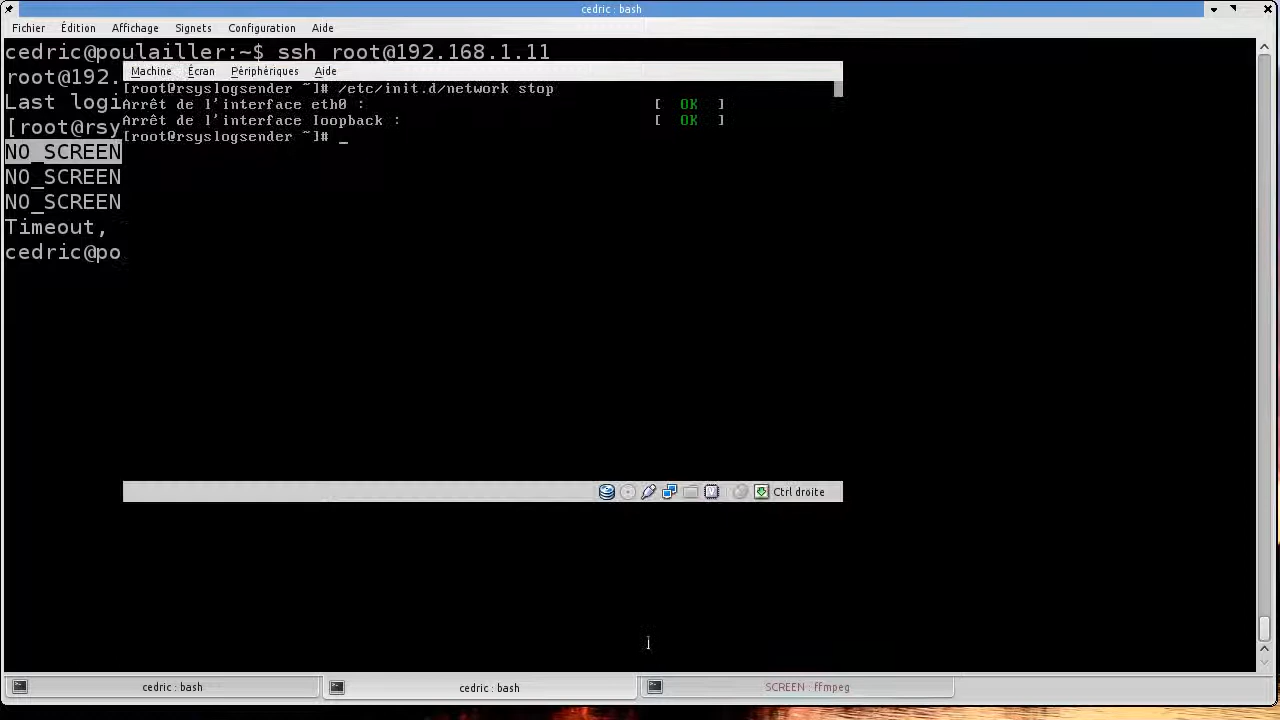 cedric : bash
Fichier Édition Affichage Signets Configuration Aide
cedric@poulailler:~$ ssh root@192.168.1.11
root@192.
Last logi
[root@rsy
NO_SCREEN
NO_SCREEN
NO_SCREEN
Timeout,
cedric@po
Machine Écran Périphériques Aide
[root@rsyslogsender ~]# /etc/init.d/network stop
Arrêt de l'interface eth0 : [ OK ]
Arrêt de l'interface loopback : [ OK ]
[root@rsyslogsender ~]# _
Ctrl droite
cedric : bash
cedric : bash
SCREEN : ffmpeg